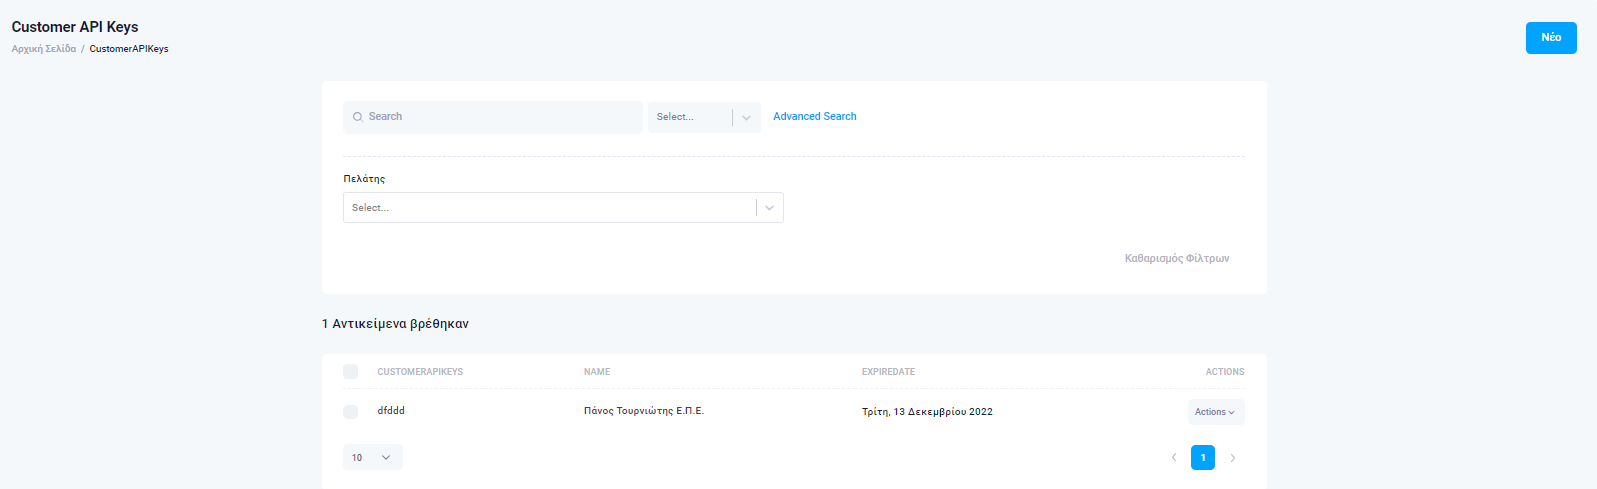 Customer API Keys
Αρχική Σελίδα / CustomerAPIKeys
Νέο
Search
Select...
Advanced Search
Πελάτης
Select...
Καθαρισμός Φίλτρων
1 Αντικείμενα βρέθηκαν
CUSTOMERAPIKEYS NAME EXPIREDATE ACTIONS
dfddd Πάνος Τουρνιώτης Ε.Π.Ε. Τρίτη, 13 Δεκεμβρίου 2022 Actions
10 1